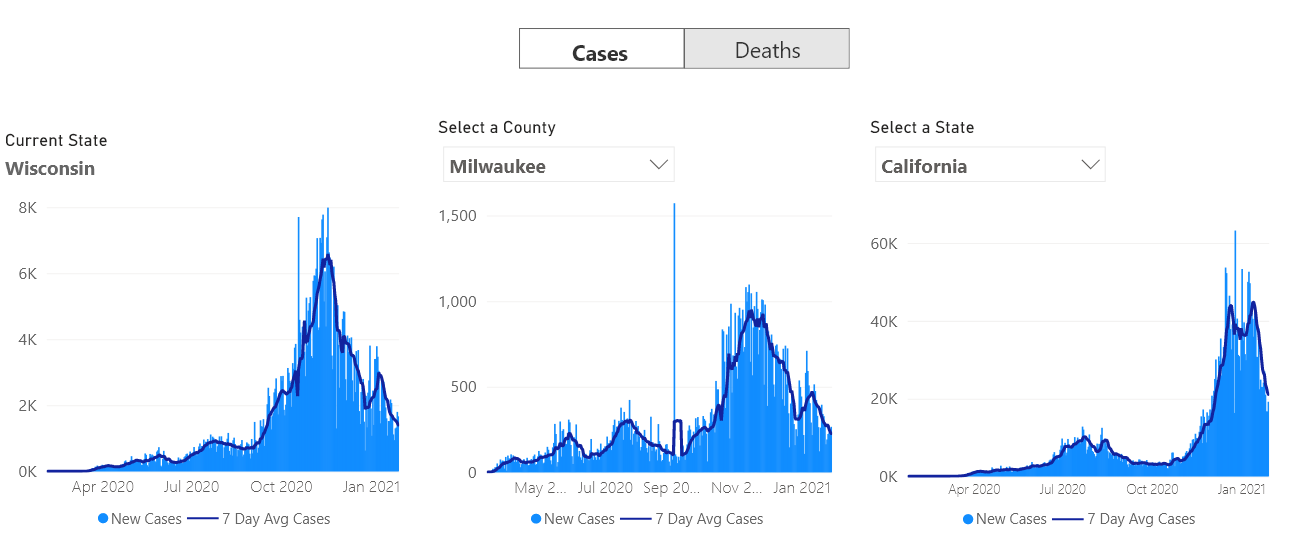 Cases Deaths
Current State
Wisconsin
8K
6K
4K
2K
0K
Apr 2020 Jul 2020 Oct 2020 Jan 2021
New Cases 7 Day Avg Cases
Select a County
Milwaukee
1,500
1,000
500
0
May 2... Jul 2020 Sep 20... Nov 2... Jan 2021
New Cases 7 Day Avg Cases
Select a State
California
60K
40K
20K
0K
Apr 2020 Jul 2020 Oct 2020 Jan 2021
New Cases 7 Day Avg Cases